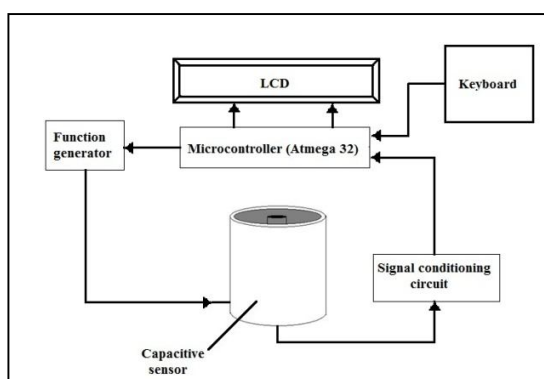 LCD
Keyboard
Function
generator
Microcontroller (Atmega 32)
Signal conditioning
circuit
Capacitive
sensor